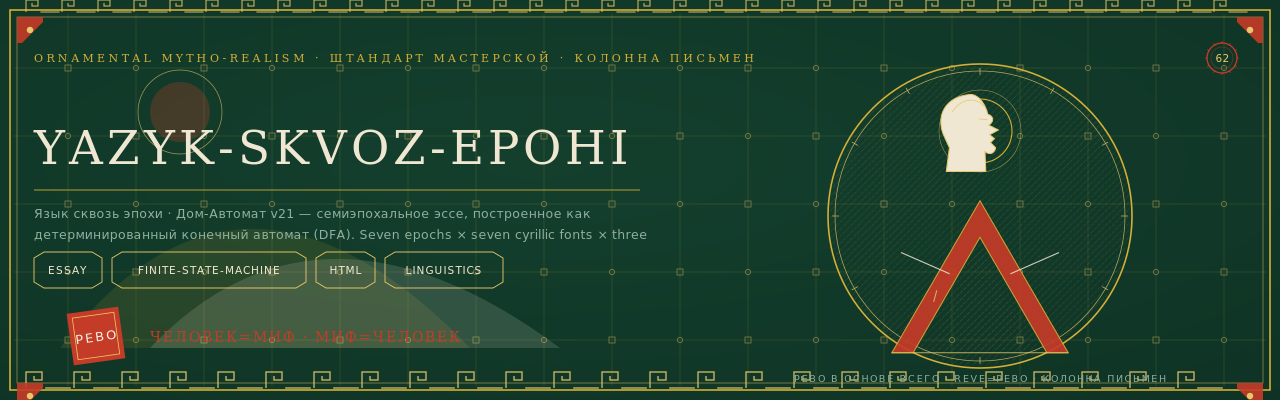 ORNAMENTAL MYTHO-REALISM · ШТАНДАРТ МАСТЕРСКОЙ · КОЛОННА ПИСЬМЕН
62
YAZYK-SKVOZ-EPOHI
Язык сквозь эпохи · Дом-Автомат v21 — семиэпохальное эссе, построенное как
детерминированный конечный автомат (DFA). Seven epochs × seven cyrillic fonts × three
ESSAY FINITE-STATE-MACHINE HTML LINGUISTICS
РЕВО
ЧЕЛОВЕК=МИФ · МИФ=ЧЕЛОВЕК
РЕВО В ОСНОВЕ ВСЕГО · REVE=РЕВО · КОЛОННА ПИСЬМЕН